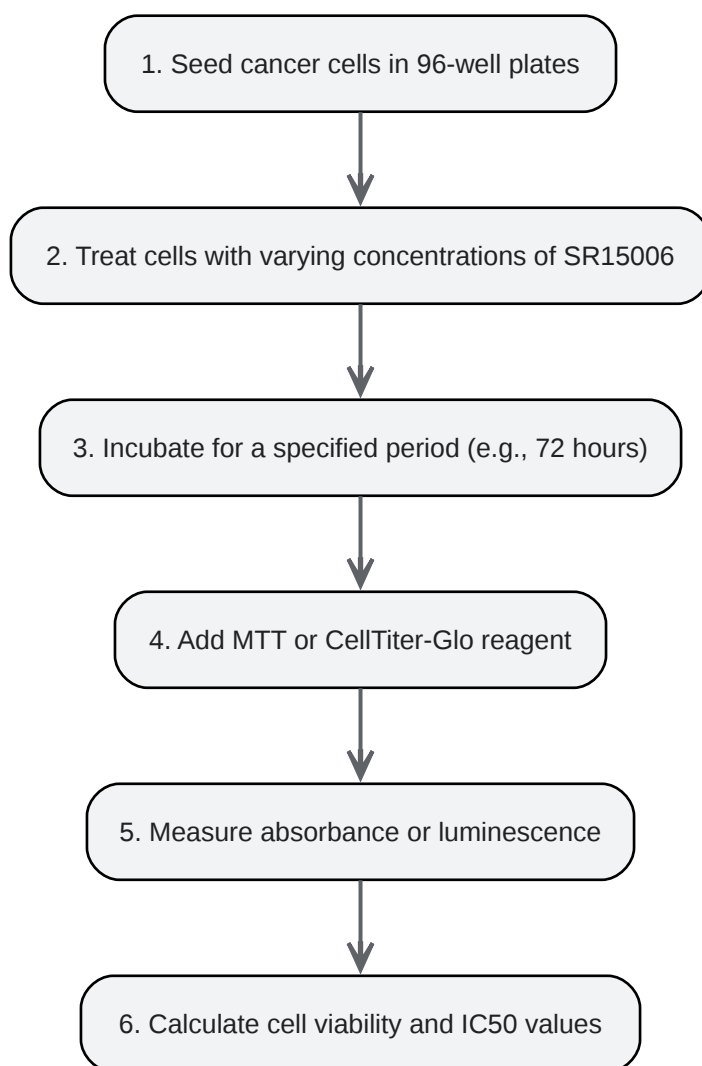 1. Seed cancer cells in 96-well plates
2. Treat cells with varying concentrations of SR15006
3. Incubate for a specified period (e.g., 72 hours)
4. Add MTT or CellTiter-Glo reagent
5. Measure absorbance or luminescence
6. Calculate cell viability and IC50 values